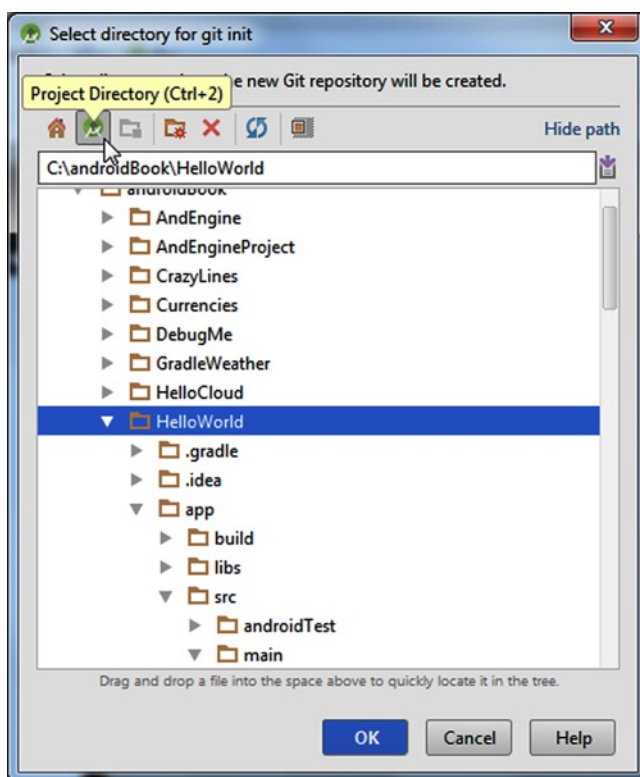 Select directory for git init
e new Git repository will be created.
Project Directory (Ctrl+2)
Hide path
C:\androidBook\HelloWorld
androidBook
AndEngine
AndEngineProject
CrazyLines
Currencies
DebugMe
GradleWeather
HelloCloud
HelloWorld
.gradle
.idea
app
build
libs
src
androidTest
main
Drag and drop a file into the space above to quickly locate it in the tree.
OK Cancel Help